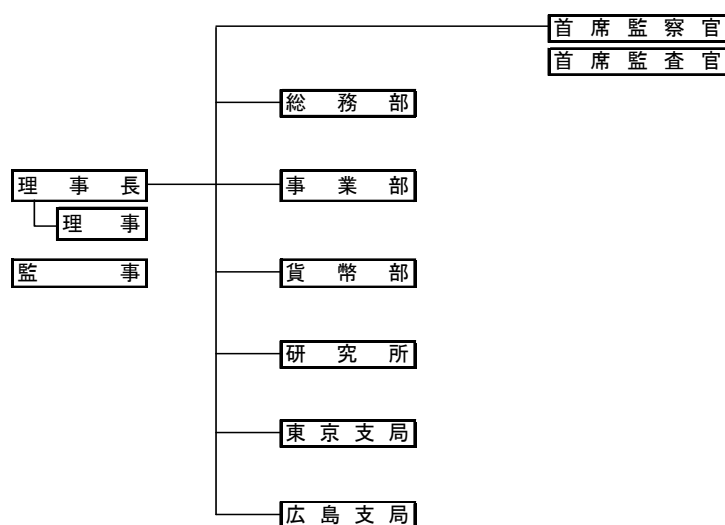 首席監察官
首席監査官
総務部
理事長
事業部
理事
監事
貨幣部
研究所
東京支局
広島支局